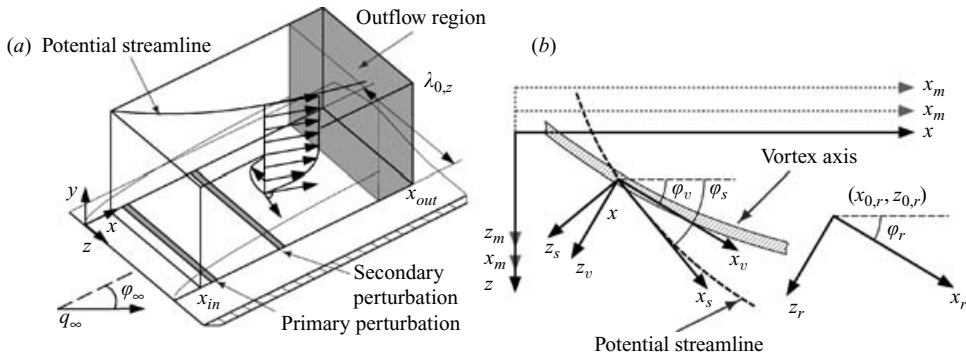 (a)
Outflow region
Potential streamline
λ0,z
y
x
z
xout
xin
φ∞
q∞
Secondary
perturbation
Primary perturbation
(b)
xm
xm
x
Vortex axis
φv
φs
x
(x0,r, z0,r)
φr
zs
zv
xv
xs
zm
xm
z
zr
xr
Potential streamline